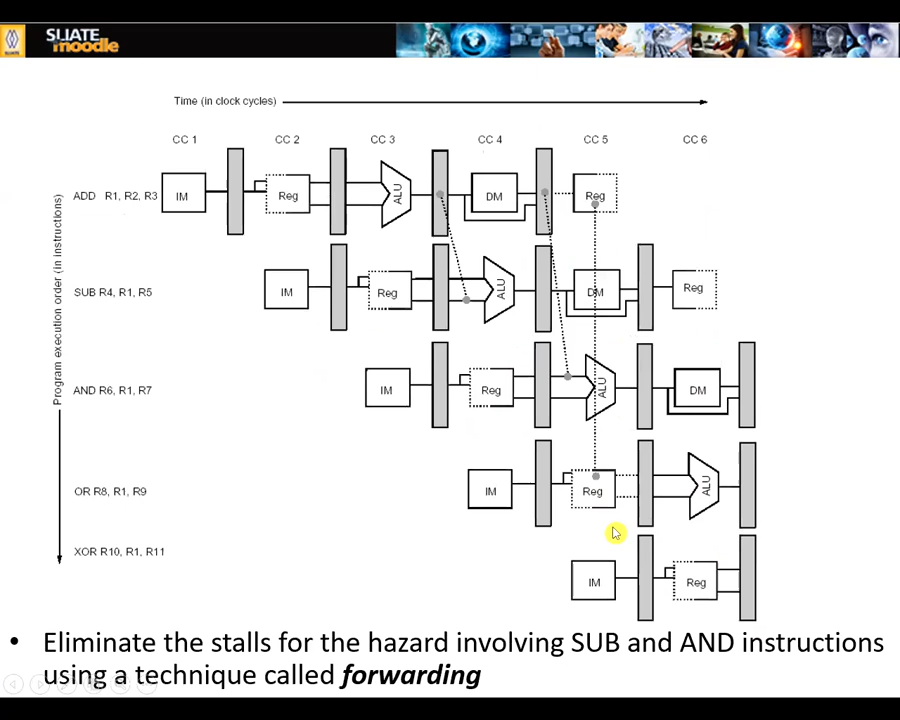 SLIATE
moodle
Time (in clock cycles)
CC 1 CC 2 CC 3 CC 4 CC 5 CC 6
Program execution order (in instructions)
ADD R1, R2, R3 IM Reg ALU DM Reg
SUB R4, R1, R5 IM Reg ALU DM Reg
AND R6, R1, R7 IM Reg ALU DM
OR R8, R1, R9 IM Reg ALU
XOR R10, R1, R11 IM Reg
• Eliminate the stalls for the hazard involving SUB and AND instructions
using a technique called forwarding